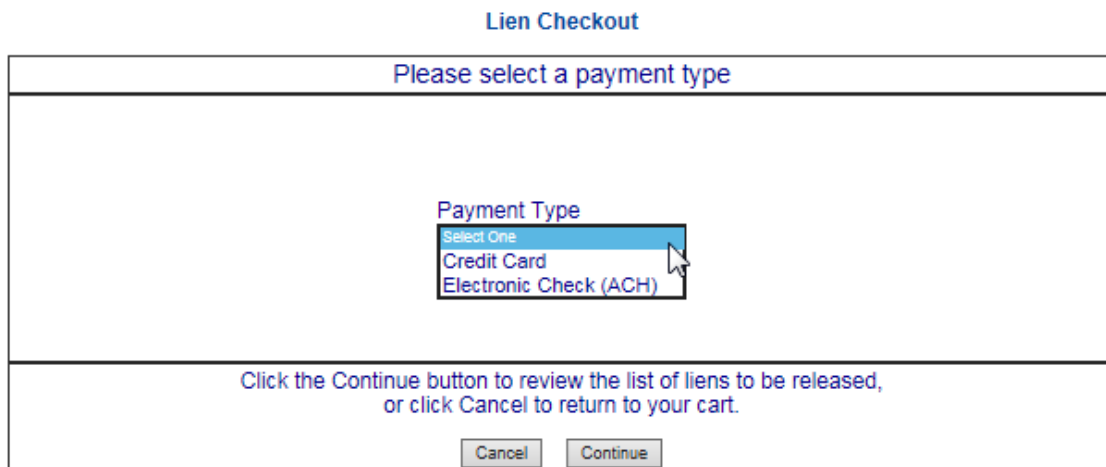 Lien Checkout
Please select a payment type
Payment Type
Select One
Credit Card
Electronic Check (ACH)
Click the Continue button to review the list of liens to be released,
or click Cancel to return to your cart.
Cancel Continue